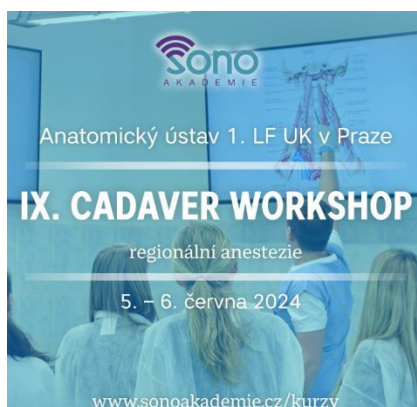 sono
AKADEMIE
Anatomický ústav 1. LF UK v Praze
IX. CADAVER WORKSHOP
regionální anestezie
5. – 6. června 2024
www.sonoakademie.cz/kurzy